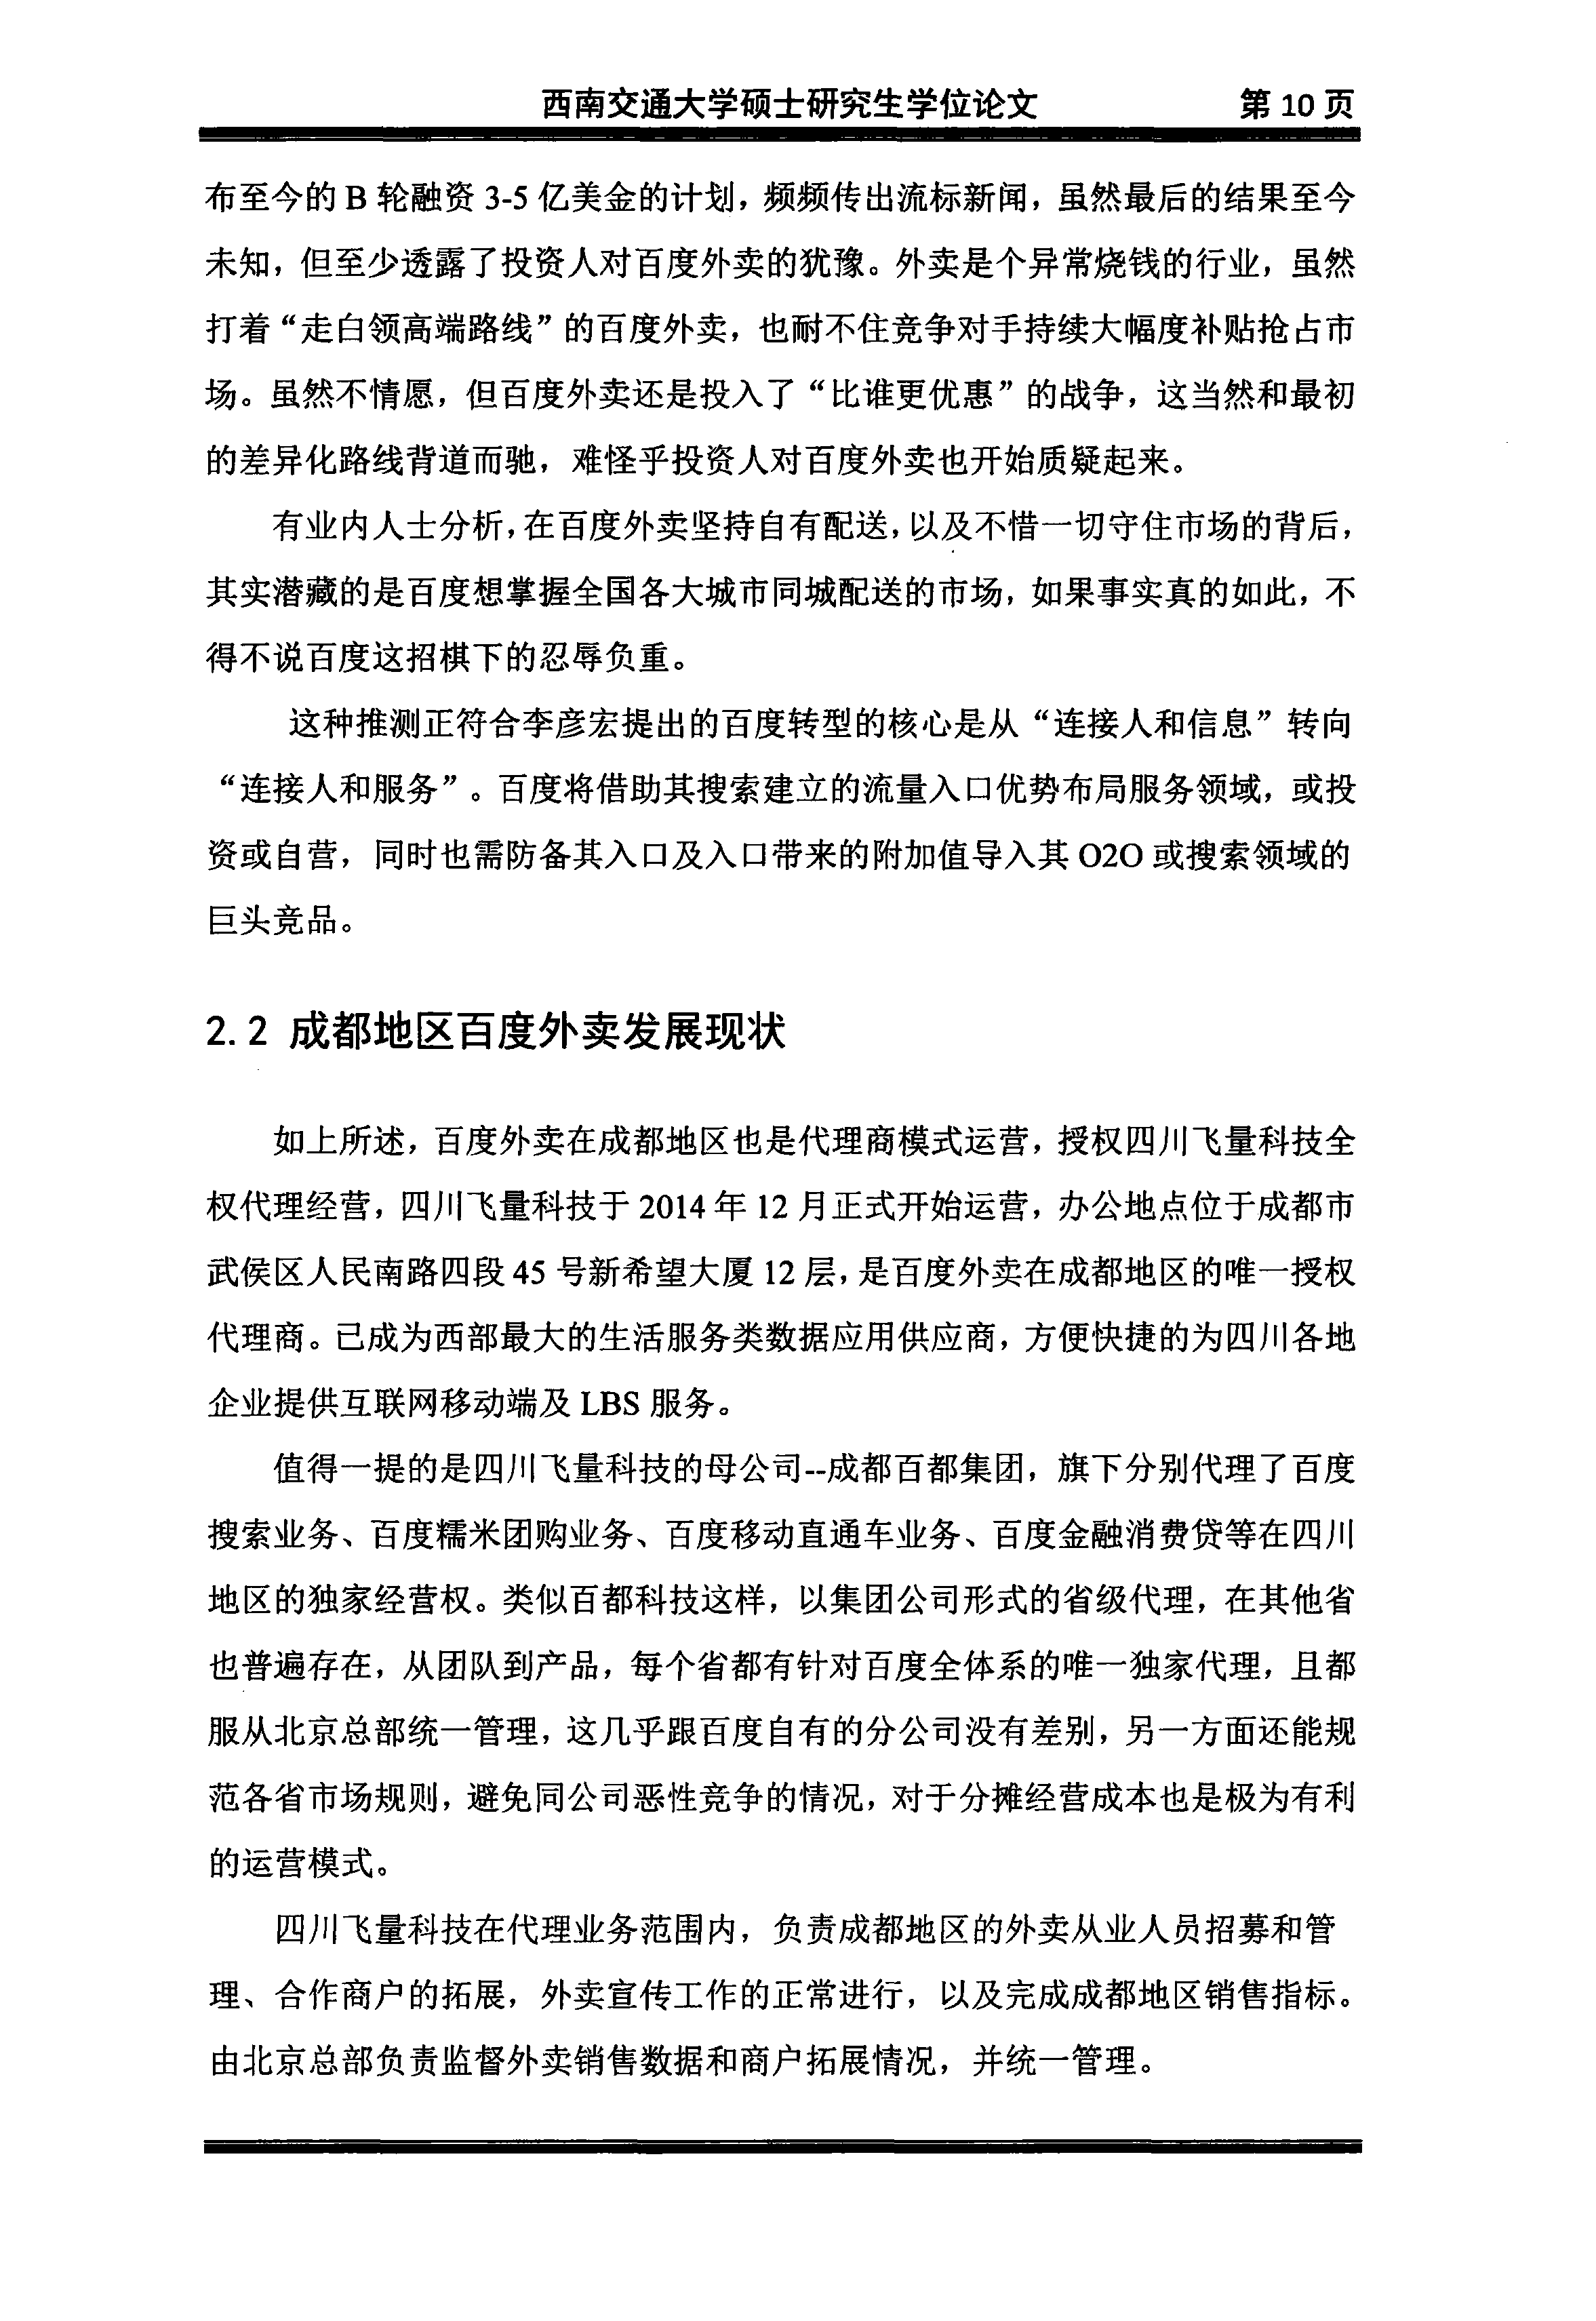 西南交通大学硕士研究生学位论文 第 10 页
布至今的 B 轮融资 3-5 亿美金的计划，频频传出流标新闻，虽然最后的结果至今
未知，但至少透露了投资人对百度外卖的犹豫。外卖是个异常烧钱的行业，虽然
打着“走白领高端路线”的百度外卖，也耐不住竞争对手持续大幅度补贴抢占市
场。虽然不情愿，但百度外卖还是投入了“比谁更优惠”的战争，这当然和最初
的差异化路线背道而驰，难怪乎投资人对百度外卖也开始质疑起来。
有业内人士分析，在百度外卖坚持自有配送，以及不惜一切守住市场的背后，
其实潜藏的是百度想掌握全国各大城市同城配送的市场，如果事实真的如此，不
得不说百度这招棋下的忍辱负重。
这种推测正符合李彦宏提出的百度转型的核心是从“连接人和信息”转向
“连接人和服务”。百度将借助其搜索建立的流量入口优势布局服务领域，或投
资或自营，同时也需防备其入口及入口带来的附加值导入其 O2O 或搜索领域的
巨头竞品。
2.2 成都地区百度外卖发展现状
如上所述，百度外卖在成都地区也是代理商模式运营，授权四川飞量科技全
权代理经营，四川飞量科技于 2014 年 12 月正式开始运营，办公地点位于成都市
武侯区人民南路四段 45 号新希望大厦 12 层，是百度外卖在成都地区的唯一授权
代理商。已成为西部最大的生活服务类数据应用供应商，方便快捷的为四川各地
企业提供互联网移动端及 LBS 服务。
值得一提的是四川飞量科技的母公司--成都百都集团，旗下分别代理了百度
搜索业务、百度糯米团购业务、百度移动直通车业务、百度金融消费贷等在四川
地区的独家经营权。类似百都科技这样，以集团公司形式的省级代理，在其他省
也普遍存在，从团队到产品，每个省都有针对百度全体系的唯一独家代理，且都
服从北京总部统一管理，这几乎跟百度自有的分公司没有差别，另一方面还能规
范各省市场规则，避免同公司恶性竞争的情况，对于分摊经营成本也是极为有利
的运营模式。
四川飞量科技在代理业务范围内，负责成都地区的外卖从业人员招募和管
理、合作商户的拓展，外卖宣传工作的正常进行，以及完成成都地区销售指标。
由北京总部负责监督外卖销售数据和商户拓展情况，并统一管理。